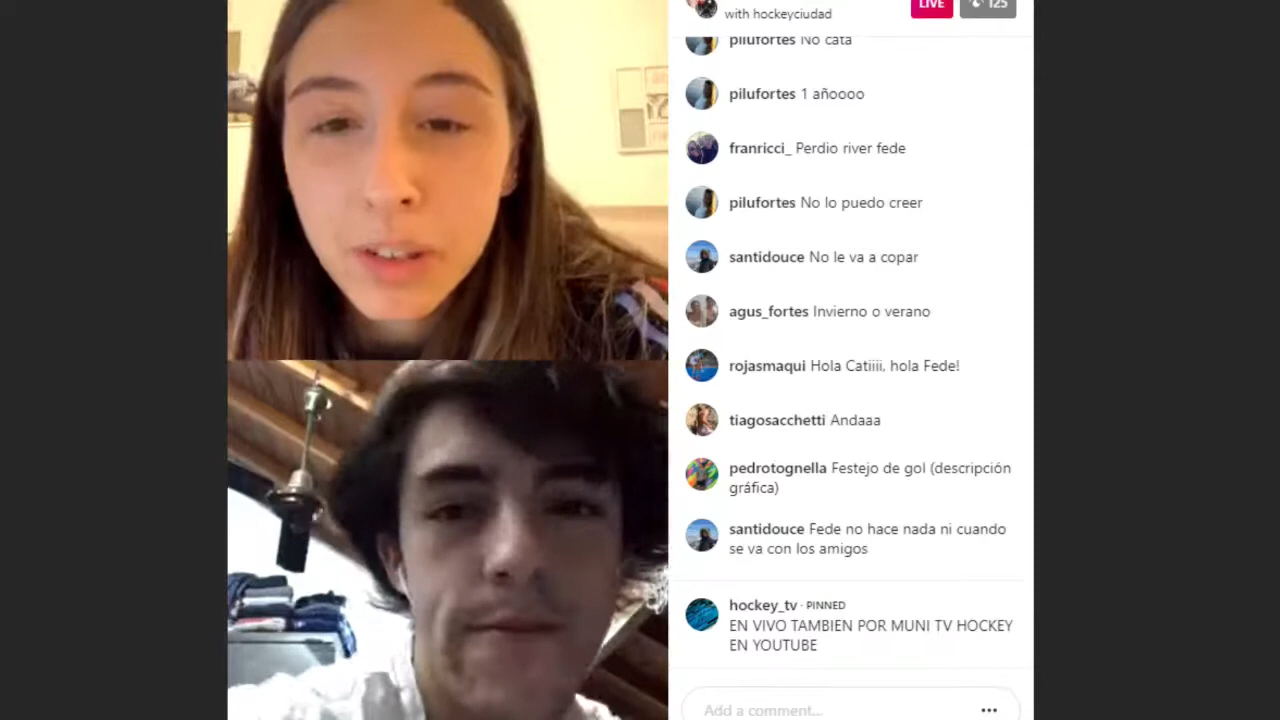 with hockeyciudad
LIVE
125
pilufortes No cata
pilufortes 1 añoooo
franricci_ Perdio river fede
pilufortes No lo puedo creer
santidouce No le va a copar
agus_fortes Invierno o verano
rojasmaqui Hola Catiiii, hola Fede!
tiagosacchetti Andaaa
pedrotognella Festejo de gol (descripción
gráfica)
santidouce Fede no hace nada ni cuando
se va con los amigos
hockey_tv · PINNED
EN VIVO TAMBIEN POR MUNI TV HOCKEY
EN YOUTUBE
Add a comment...